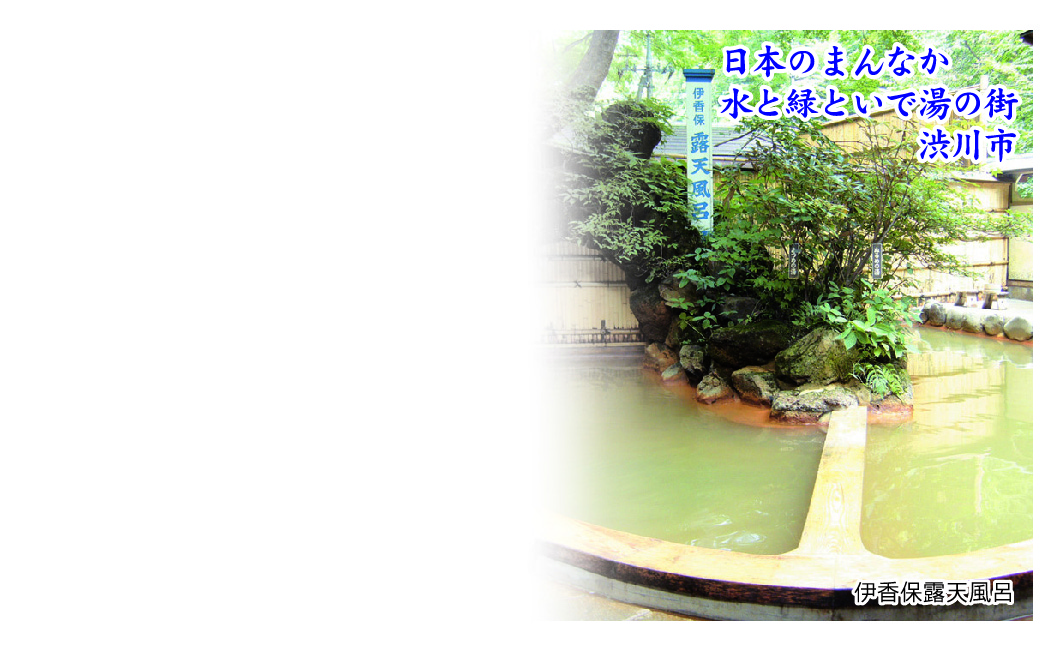 日本のまんなか
水と緑といで湯の街
渋川市
伊香保
露天風呂
伊香保露天風呂